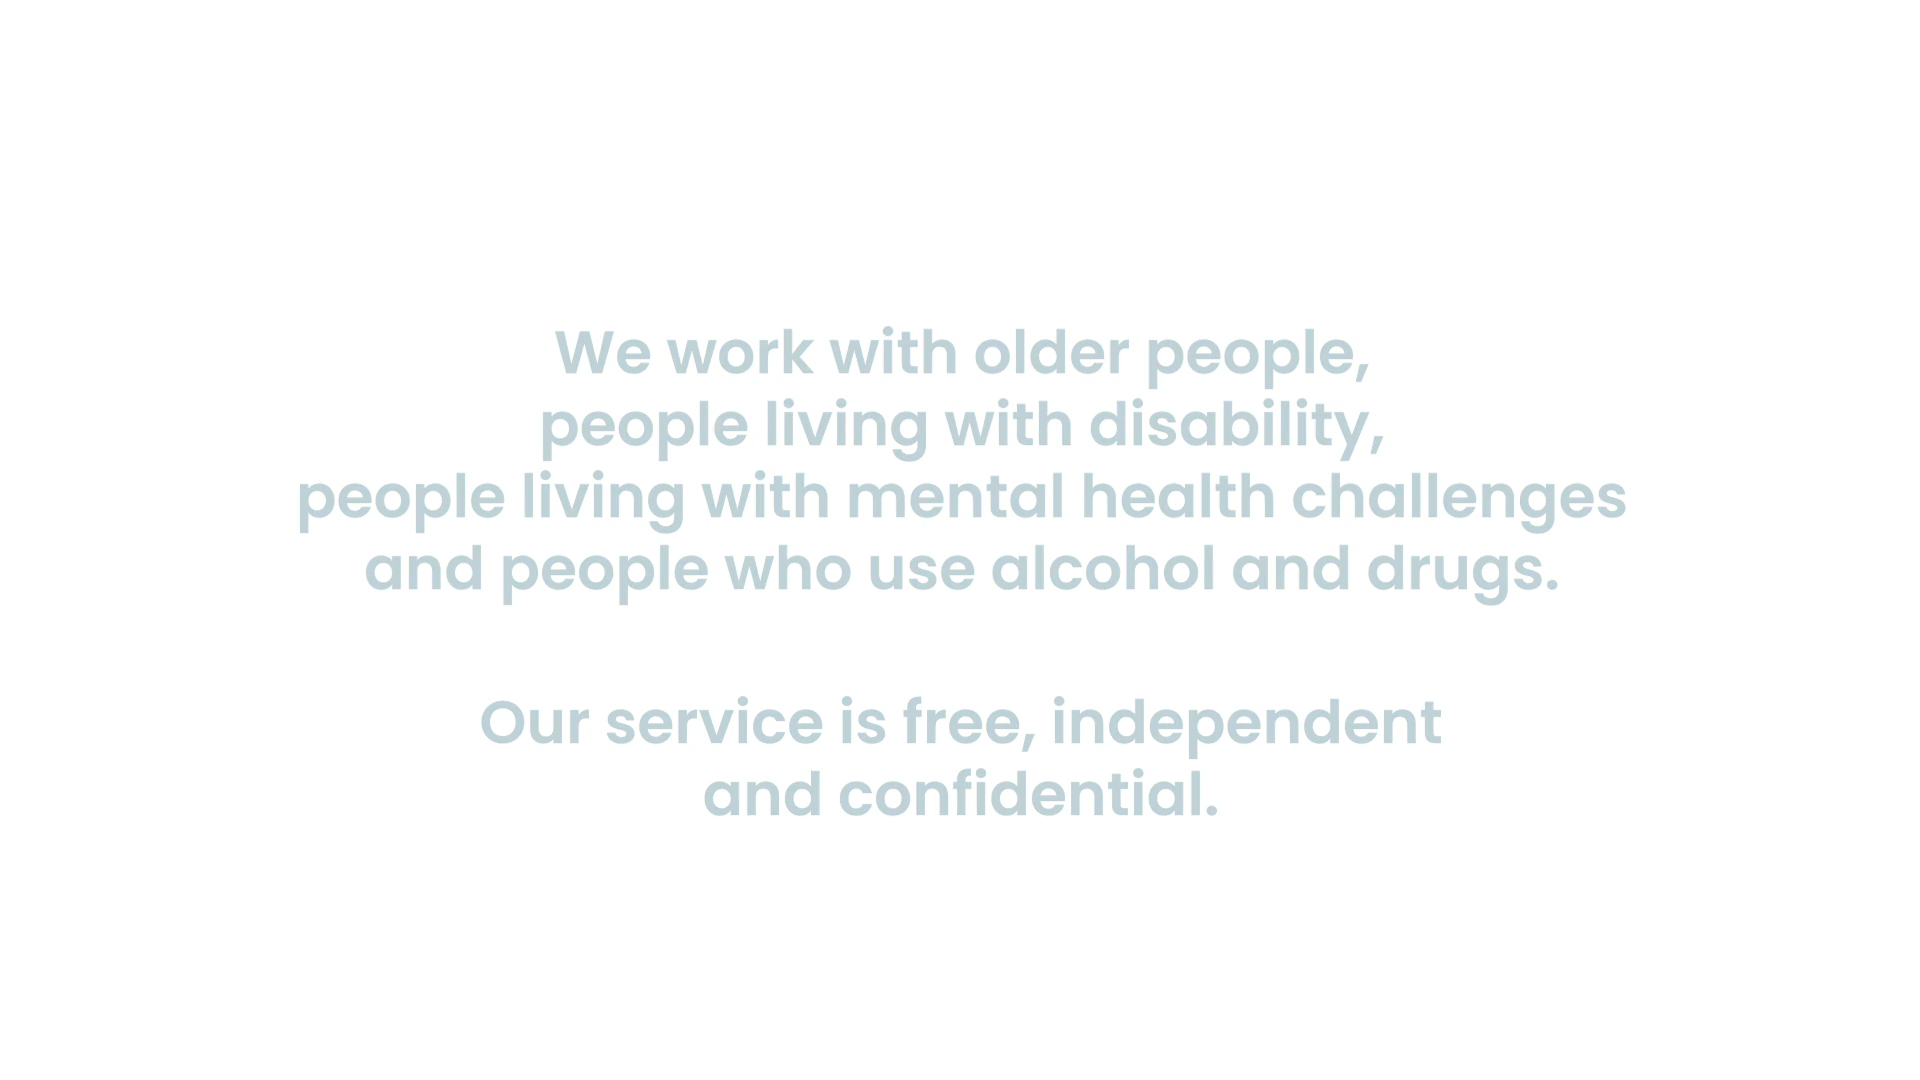 We work with older people,
people living with disability,
people living with mental health challenges
and people who use alcohol and drugs.
Our service is free, independent
and confidential.